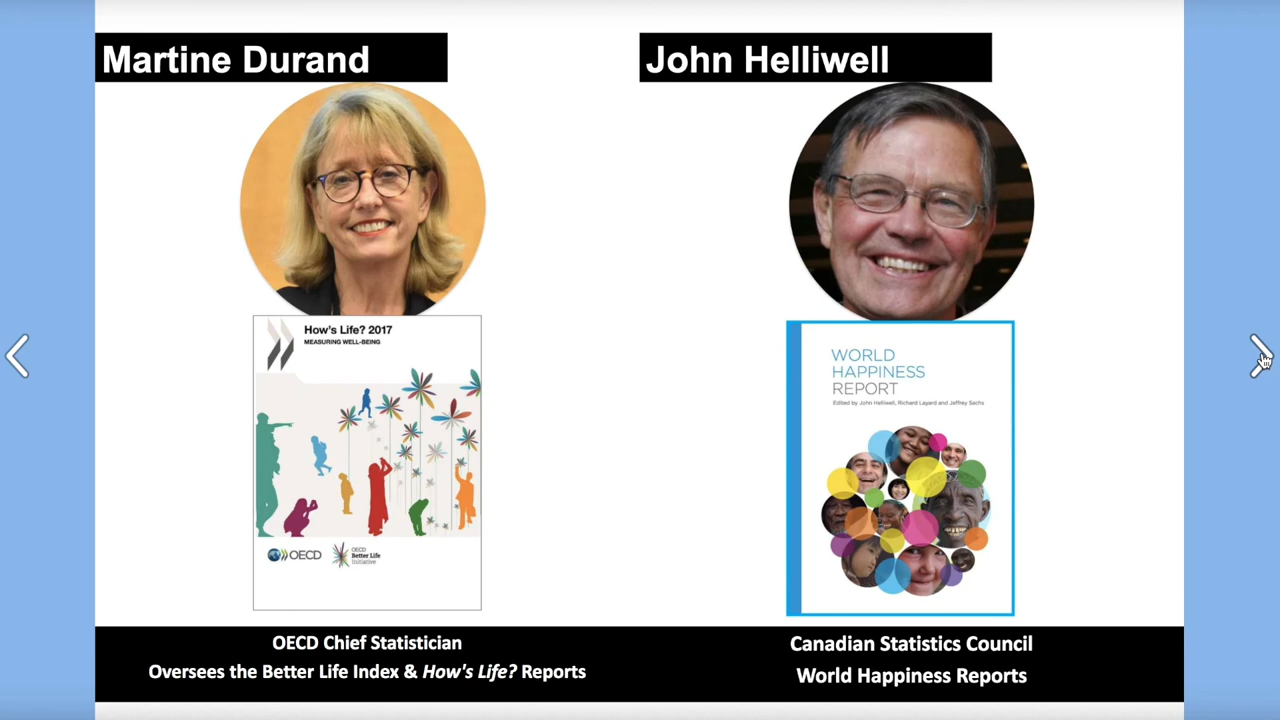 Martine Durand
How's Life? 2017
MEASURING WELL-BEING
OECD
OECD
Better Life
Initiative
OECD Chief Statistician
Oversees the Better Life Index & How's Life? Reports
John Helliwell
WORLD
HAPPINESS
REPORT
Edited by John Helliwell, Richard Layard and Jeffrey Sachs
Canadian Statistics Council
World Happiness Reports